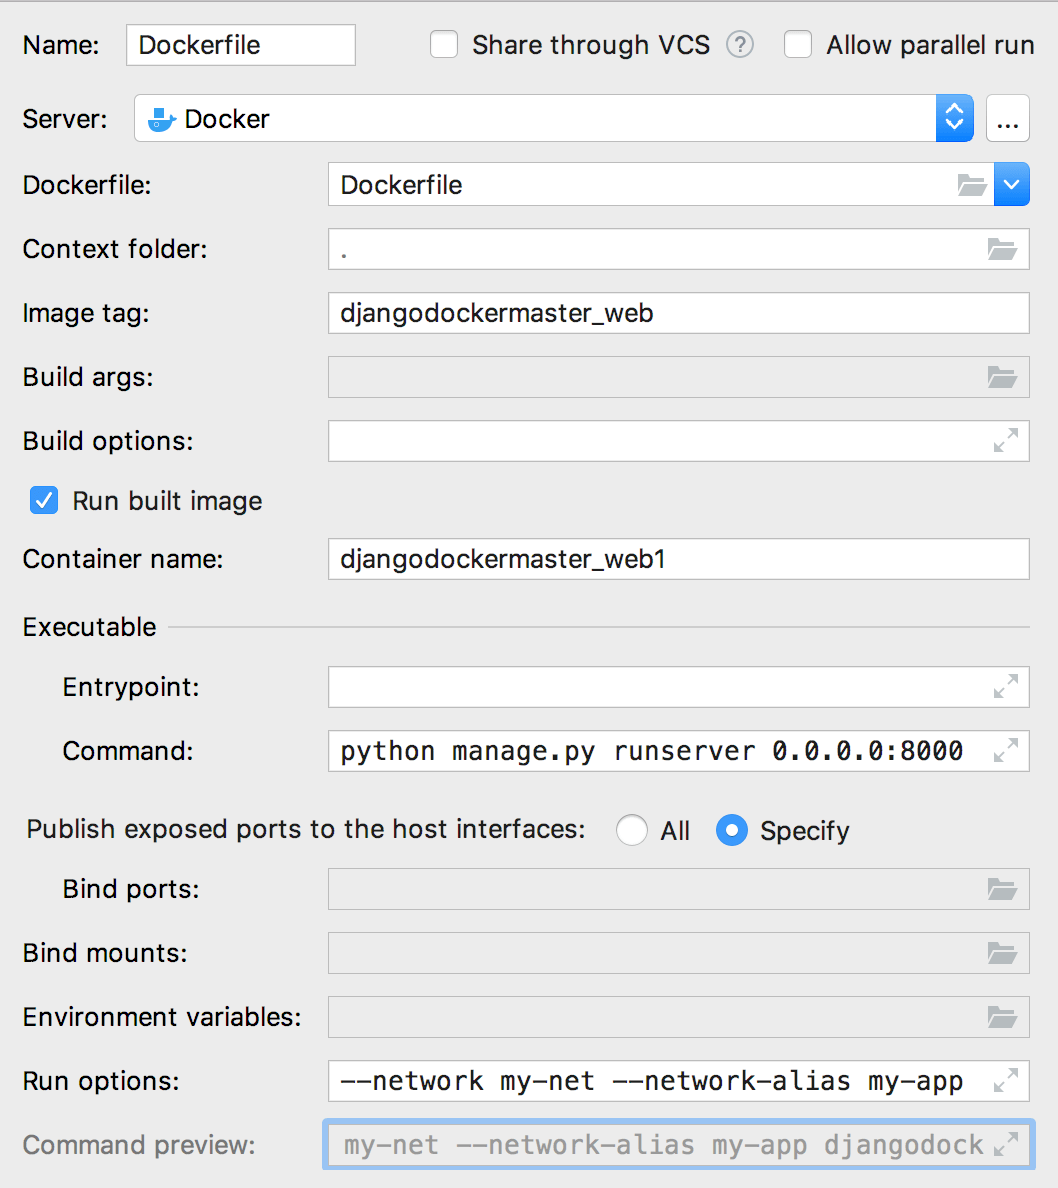 Name: Dockerfile Share through VCS ? Allow parallel run
Server: Docker ...
Dockerfile: Dockerfile
Context folder: .
Image tag: djangodockermaster_web
Build args:
Build options:
Run built image
Container name: djangodockermaster_web1
Executable
Entrypoint:
Command: python manage.py runserver 0.0.0.0:8000
Publish exposed ports to the host interfaces: All Specify
Bind ports:
Bind mounts:
Environment variables:
Run options: --network my-net --network-alias my-app
Command preview: my-net --network-alias my-app djangodock